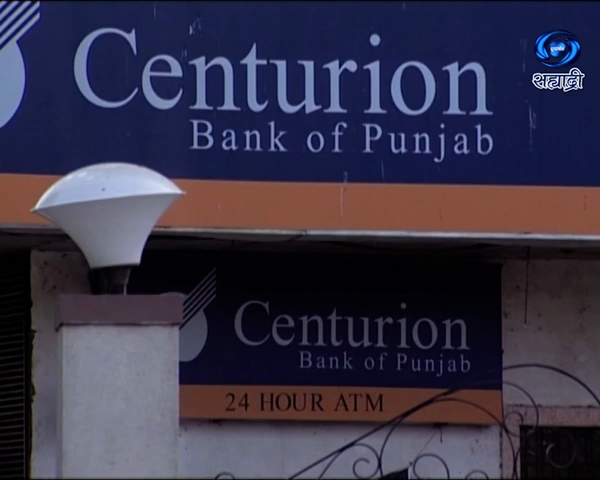 Centurion
Bank of Punjab
सह्याद्री
Centurion
Bank of Punjab
24 HOUR ATM